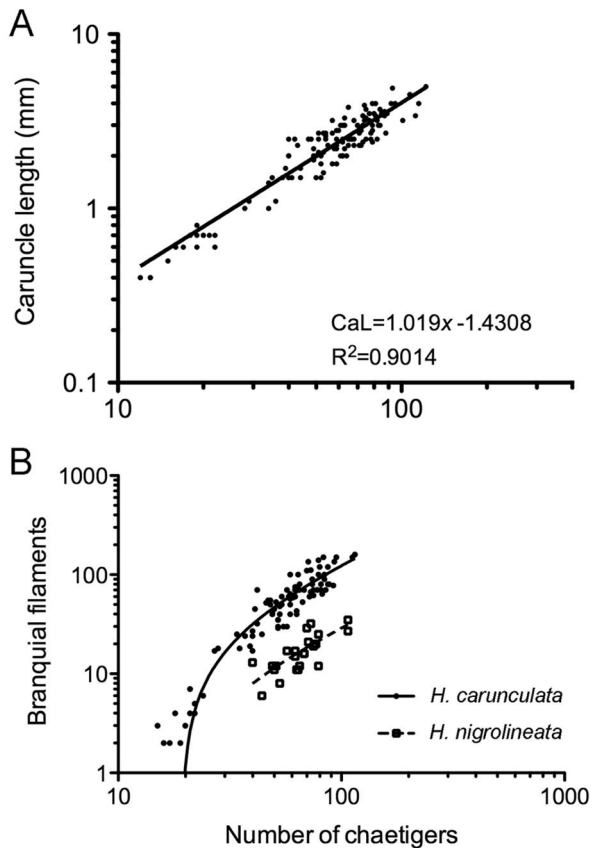 A
Caruncle length (mm)
10
1
0.1
CaL=1.019x -1.4308
R²=0.9014
10
100
B
Branquial filaments
1000
100
10
1
H. carunculata
H. nigrolineata
10
100
1000
Number of chaetigers